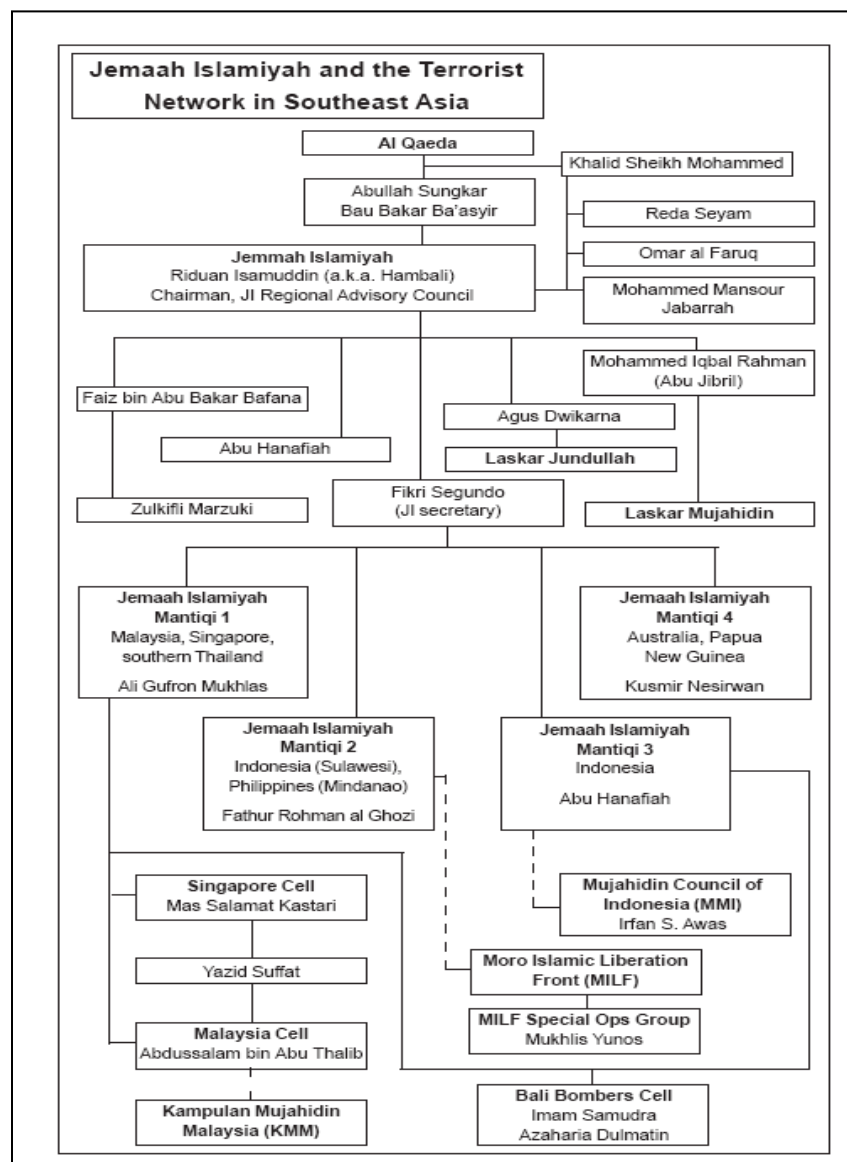 Jemaah Islamiyah and the Terrorist
Network in Southeast Asia
Al Qaeda
Khalid Sheikh Mohammed
Abullah Sungkar
Bau Bakar Ba'asyir
Reda Seyam
Omar al Faruq
Jemmah Islamiyah
Riduan Isamuddin (a.k.a. Hambali)
Chairman, JI Regional Advisory Council
Mohammed Mansour
Jabarrah
Mohammed Iqbal Rahman
(Abu Jibril)
Faiz bin Abu Bakar Bafana
Agus Dwikarna
Abu Hanafiah
Laskar Jundullah
Fikri Segundo
(JI secretary)
Zulkifli Marzuki
Laskar Mujahidin
Jemaah Islamiyah
Mantiqi 1
Malaysia, Singapore,
southern Thailand
Ali Gufron Mukhlas
Jemaah Islamiyah
Mantiqi 4
Australia, Papua
New Guinea
Kusmir Nesirwan
Jemaah Islamiyah
Mantiqi 2
Indonesia (Sulawesi),
Philippines (Mindanao)
Fathur Rohman al Ghozi
Jemaah Islamiyah
Mantiqi 3
Indonesia
Abu Hanafiah
Singapore Cell
Mas Salamat Kastari
Mujahidin Council of
Indonesia (MMI)
Irfan S. Awas
Yazid Suffat
Moro Islamic Liberation
Front (MILF)
MILF Special Ops Group
Mukhlis Yunos
Malaysia Cell
Abdussalam bin Abu Thalib
Kampulan Mujahidin
Malaysia (KMM)
Bali Bombers Cell
Imam Samudra
Azaharia Dulmatin